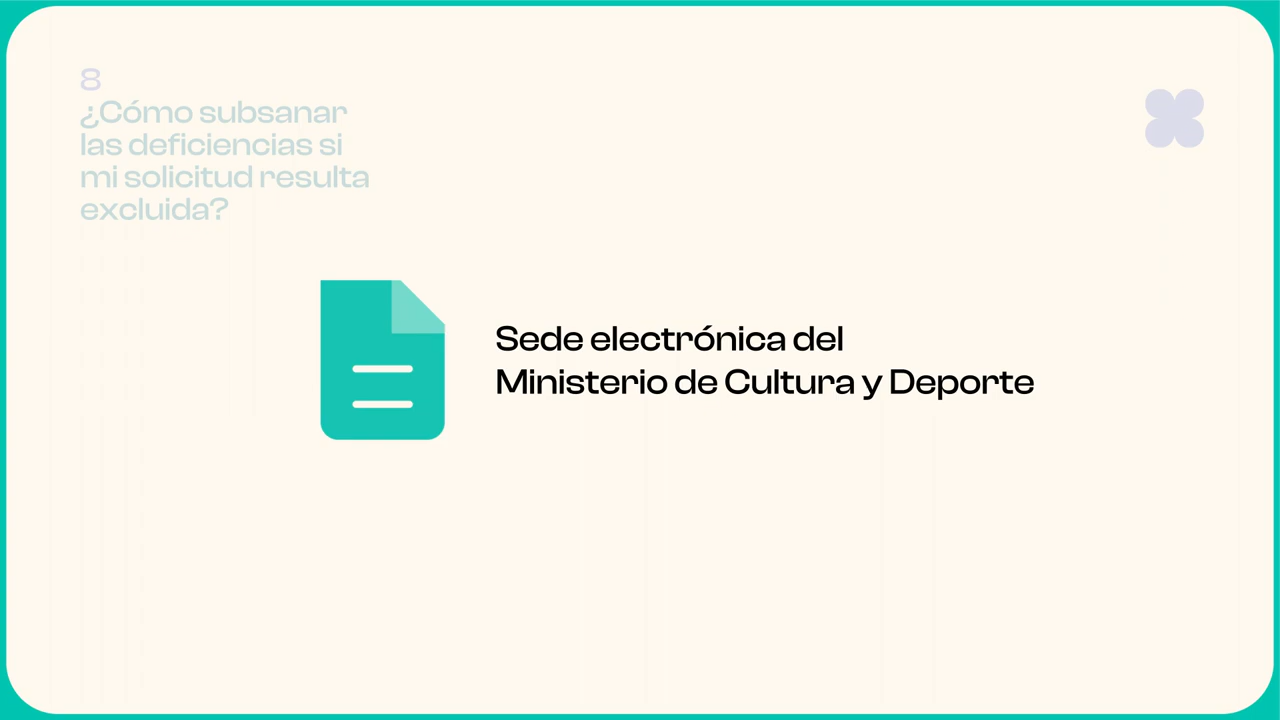 8
¿Cómo subsanar
las deficiencias si
mi solicitud resulta
excluida?
Sede electrónica del
Ministerio de Cultura y Deporte